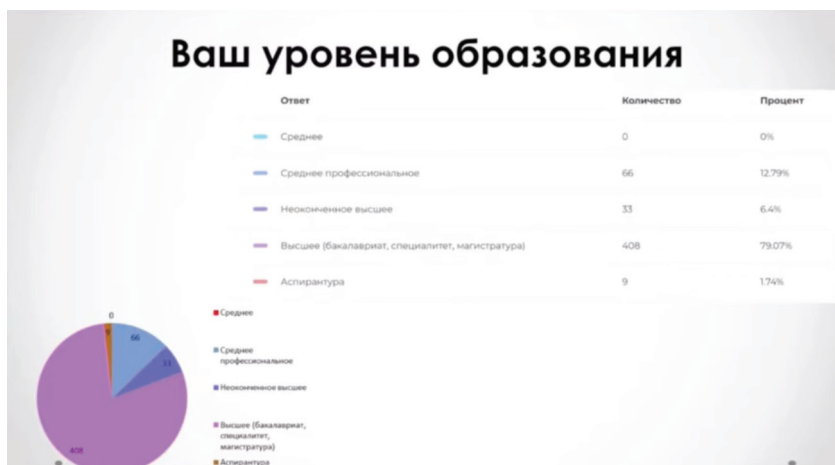 Ваш уровень образования
Ответ Количество Процент
Среднее 0 0%
Среднее профессиональное 66 12.79%
Неоконченное высшее 33 6.4%
Высшее (бакалавриат, специалитет, магистратура) 408 79.07%
Аспирантура 9 1.74%
0
9
66
33
408
Среднее
Среднее
профессиональное
Неоконченное высшее
Высшее (бакалавриат,
специалитет,
магистратура)
Аспирантура